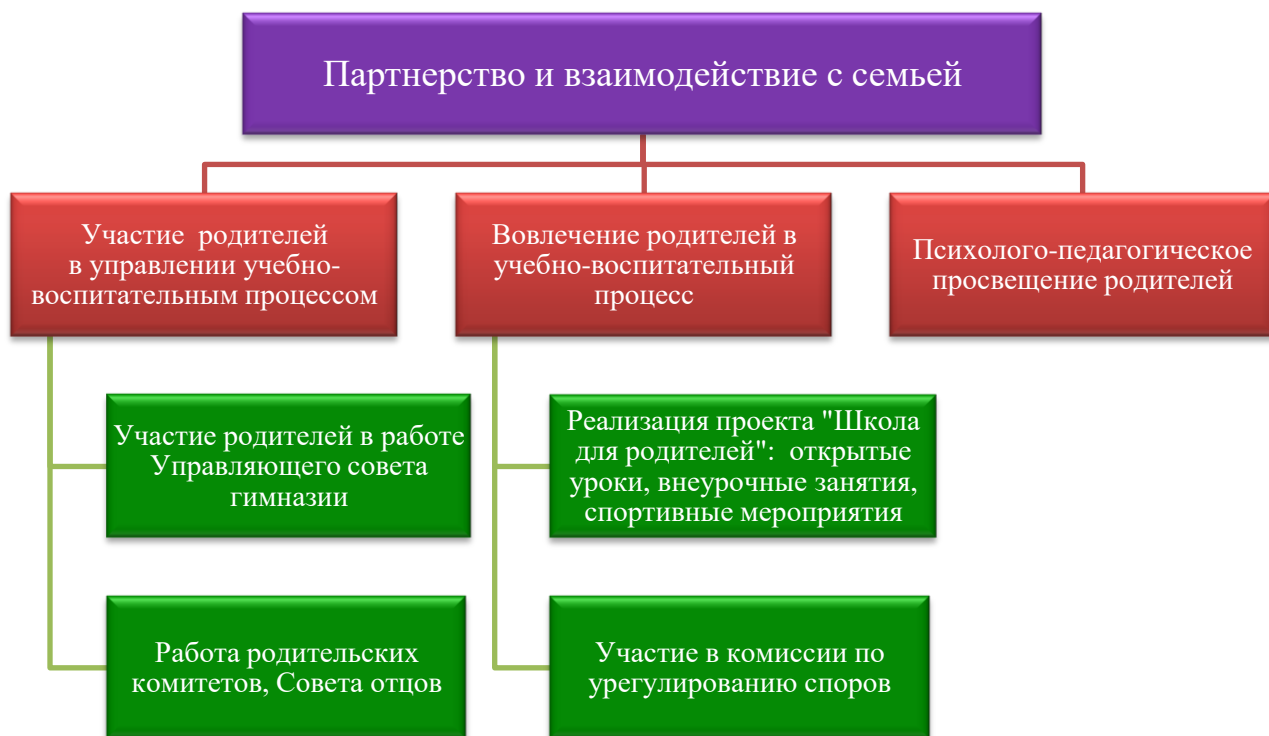 Партнерство и взаимодействие с семьей
Участие родителей
в управлении учебно-
воспитательным процессом
Вовлечение родителей в
учебно-воспитательный
процесс
Психолого-педагогическое
просвещение родителей
Участие родителей в работе
Управляющего совета
гимназии
Реализация проекта "Школа
для родителей": открытые
уроки, внеурочные занятия,
спортивные мероприятия
Работа родительских
комитетов, Совета отцов
Участие в комиссии по
урегулированию споров